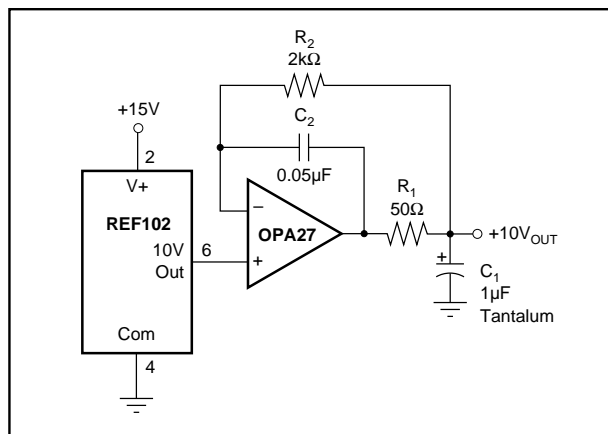 R2
2kΩ
+15V
2
C2
0.05µF
V+
R1
50Ω
REF102
–
OPA27
+10VOUT
10V
Out
6
+
+
C1
1µF
Tantalum
Com
4